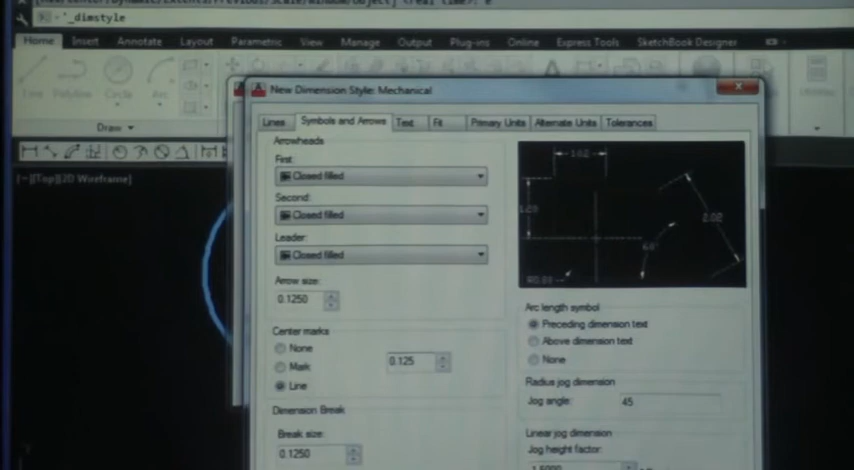 '_dimstyle
Home Insert Annotate Layout Parametric View Manage Output Plug-ins Online Express Tools SketchBook Designer
Line Polyline Circle Arc
Draw
[-][Top][2D Wireframe]
New Dimension Style: Mechanical
Lines Symbols and Arrows Text Fit Primary Units Alternate Units Tolerances
Arrowheads
First:
Closed filled
Second:
Closed filled
Leader:
Closed filled
Arrow size:
0.1250
Center marks
None
Mark
Line
0.125
Dimension Break
Break size:
0.1250
2.02
Arc length symbol
Preceding dimension text
Above dimension text
None
Radius jog dimension
Jog angle: 45
Linear jog dimension
Jog height factor: